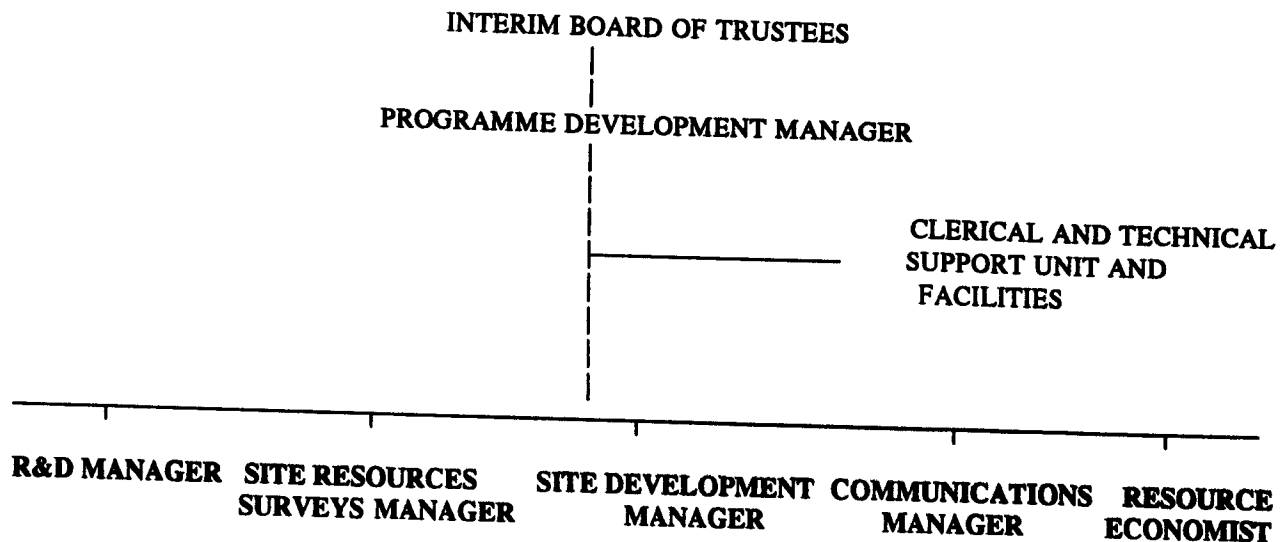 INTERIM BOARD OF TRUSTEES
PROGRAMME DEVELOPMENT MANAGER
CLERICAL AND TECHNICAL
SUPPORT UNIT AND
FACILITIES
R&D MANAGER
SITE RESOURCES
SURVEYS MANAGER
SITE DEVELOPMENT
MANAGER
COMMUNICATIONS
MANAGER
RESOURCE
ECONOMIST